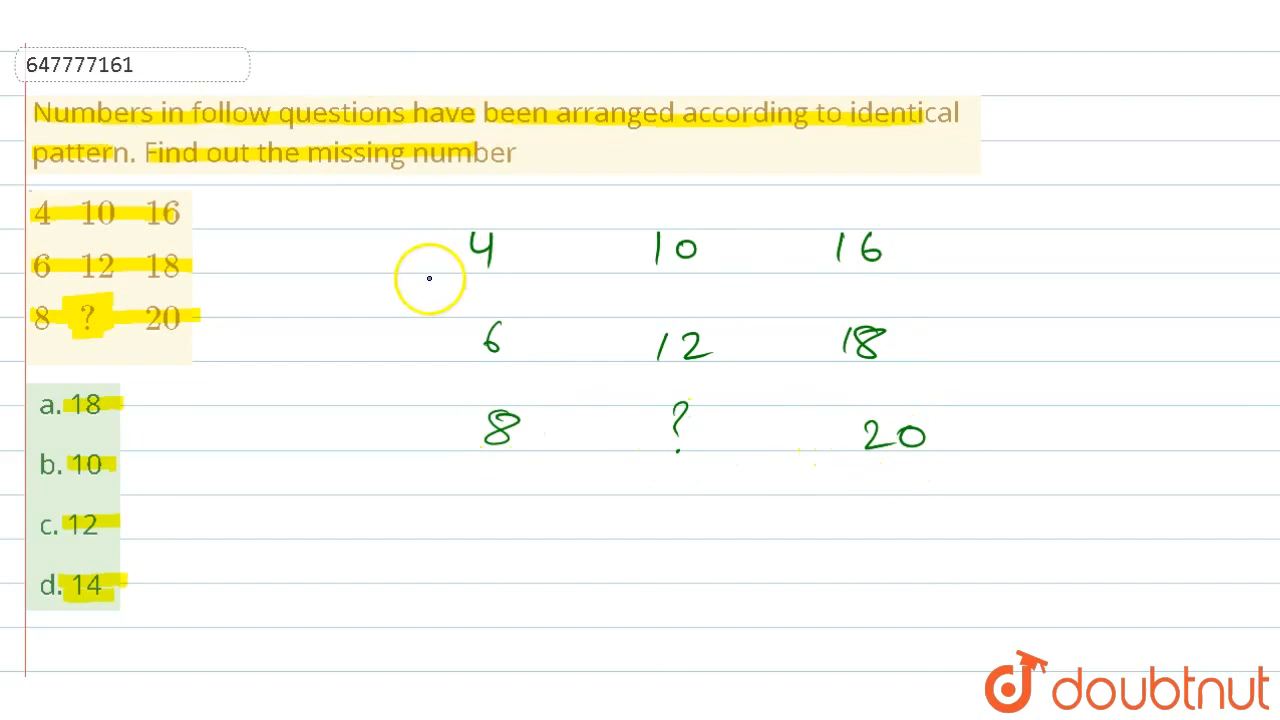 647777161
Numbers in follow questions have been arranged according to identical
pattern. Find out the missing number
4 10 16
6 12 18
8 ? 20
a. 18
b. 10
c. 12
d. 14
4 10 16
6 12 18
8 ? 20
doubtnut